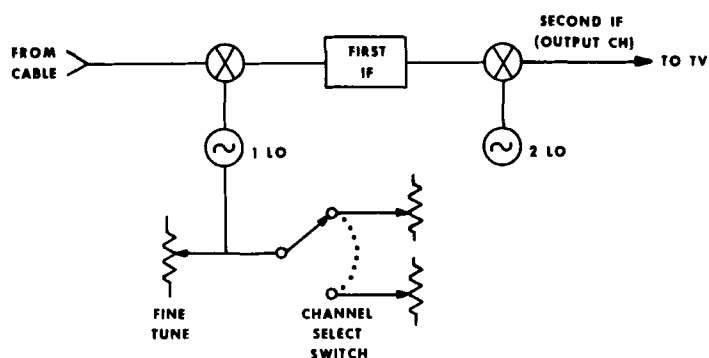 FROM
CABLE
FIRST
IF
SECOND IF
(OUTPUT CH)
TO TV
1 LO
2 LO
FINE
TUNE
CHANNEL
SELECT
SWITCH